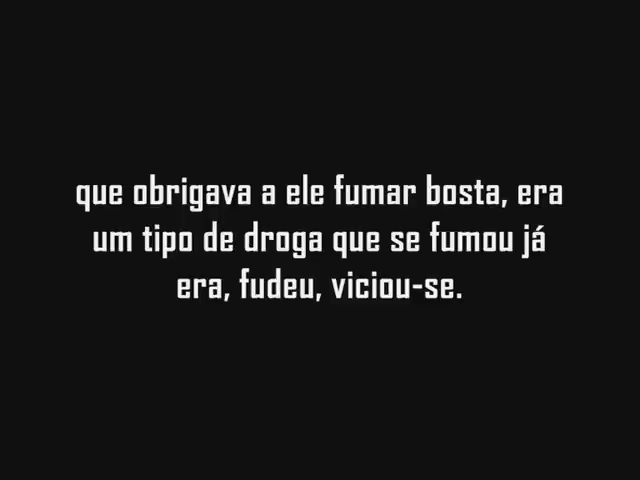 que obrigava a ele fumar bosta, era
um tipo de droga que se fumou já
era, fudeu, viciou-se.